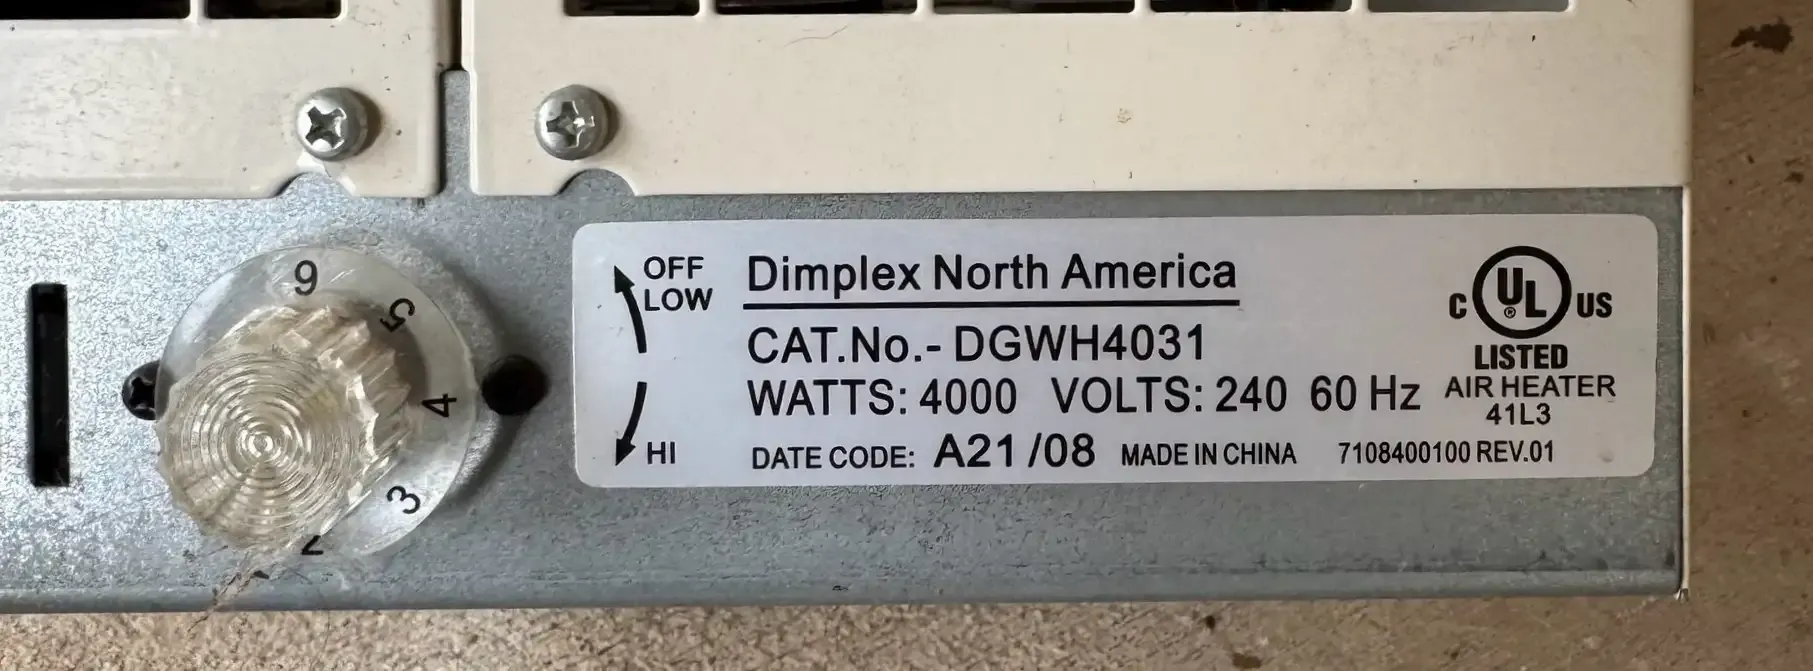 6
5
4
3
2
OFF
LOW
HI
Dimplex North America
CAT.No.- DGWH4031
WATTS: 4000 VOLTS: 240 60 Hz
DATE CODE: A21/08 MADE IN CHINA 7108400100 REV.01
C UL® US
LISTED
AIR HEATER
41L3